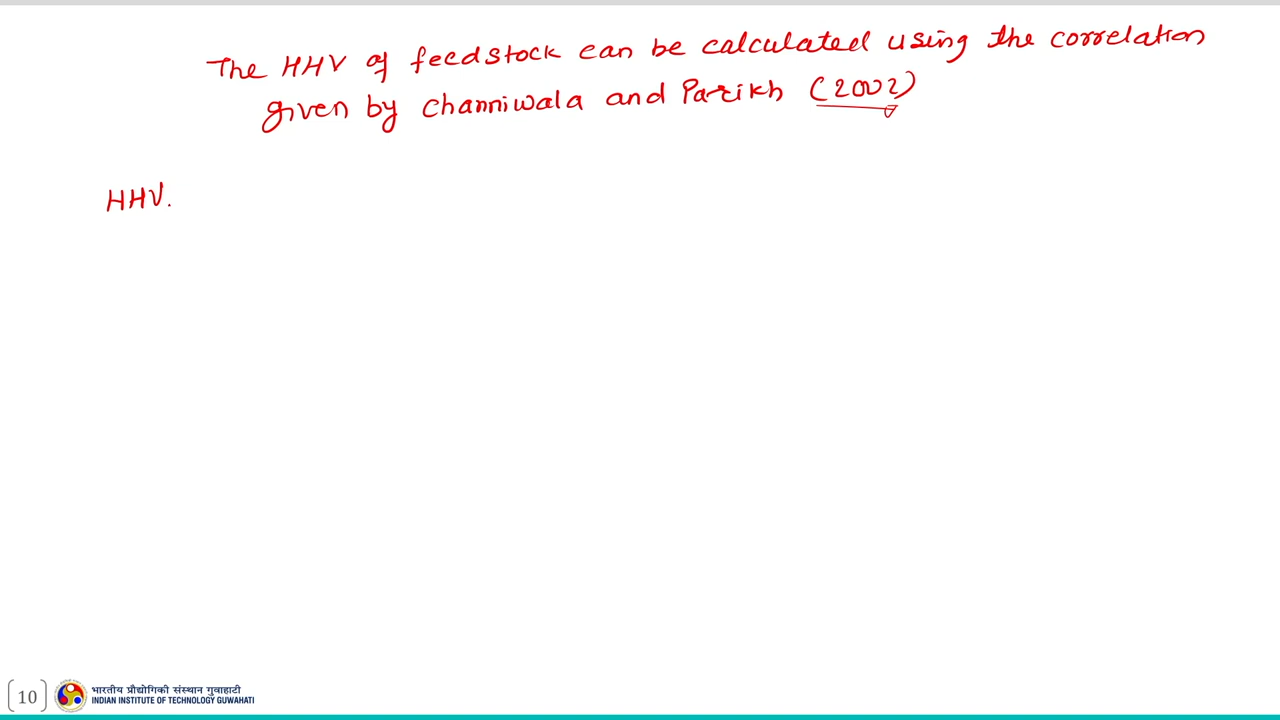 The HHV of feedstock can be calculated using the correlation
given by Channiwala and Parikh (2002)
HHV.
[10]
भारतीय प्रौद्योगिकी संस्थान गुवाहाटी
INDIAN INSTITUTE OF TECHNOLOGY GUWAHATI